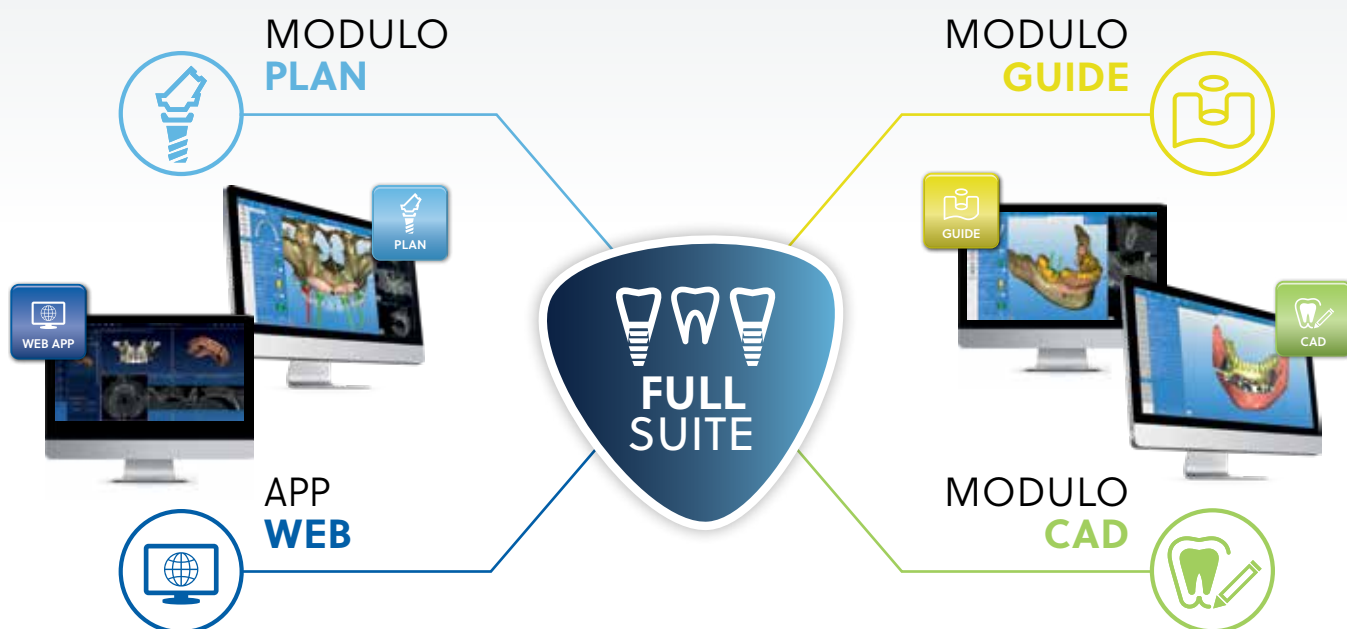 MODULO
PLAN
MODULO
GUIDE
PLAN
GUIDE
WEB APP
CAD
FULL
SUITE
APP
WEB
MODULO
CAD